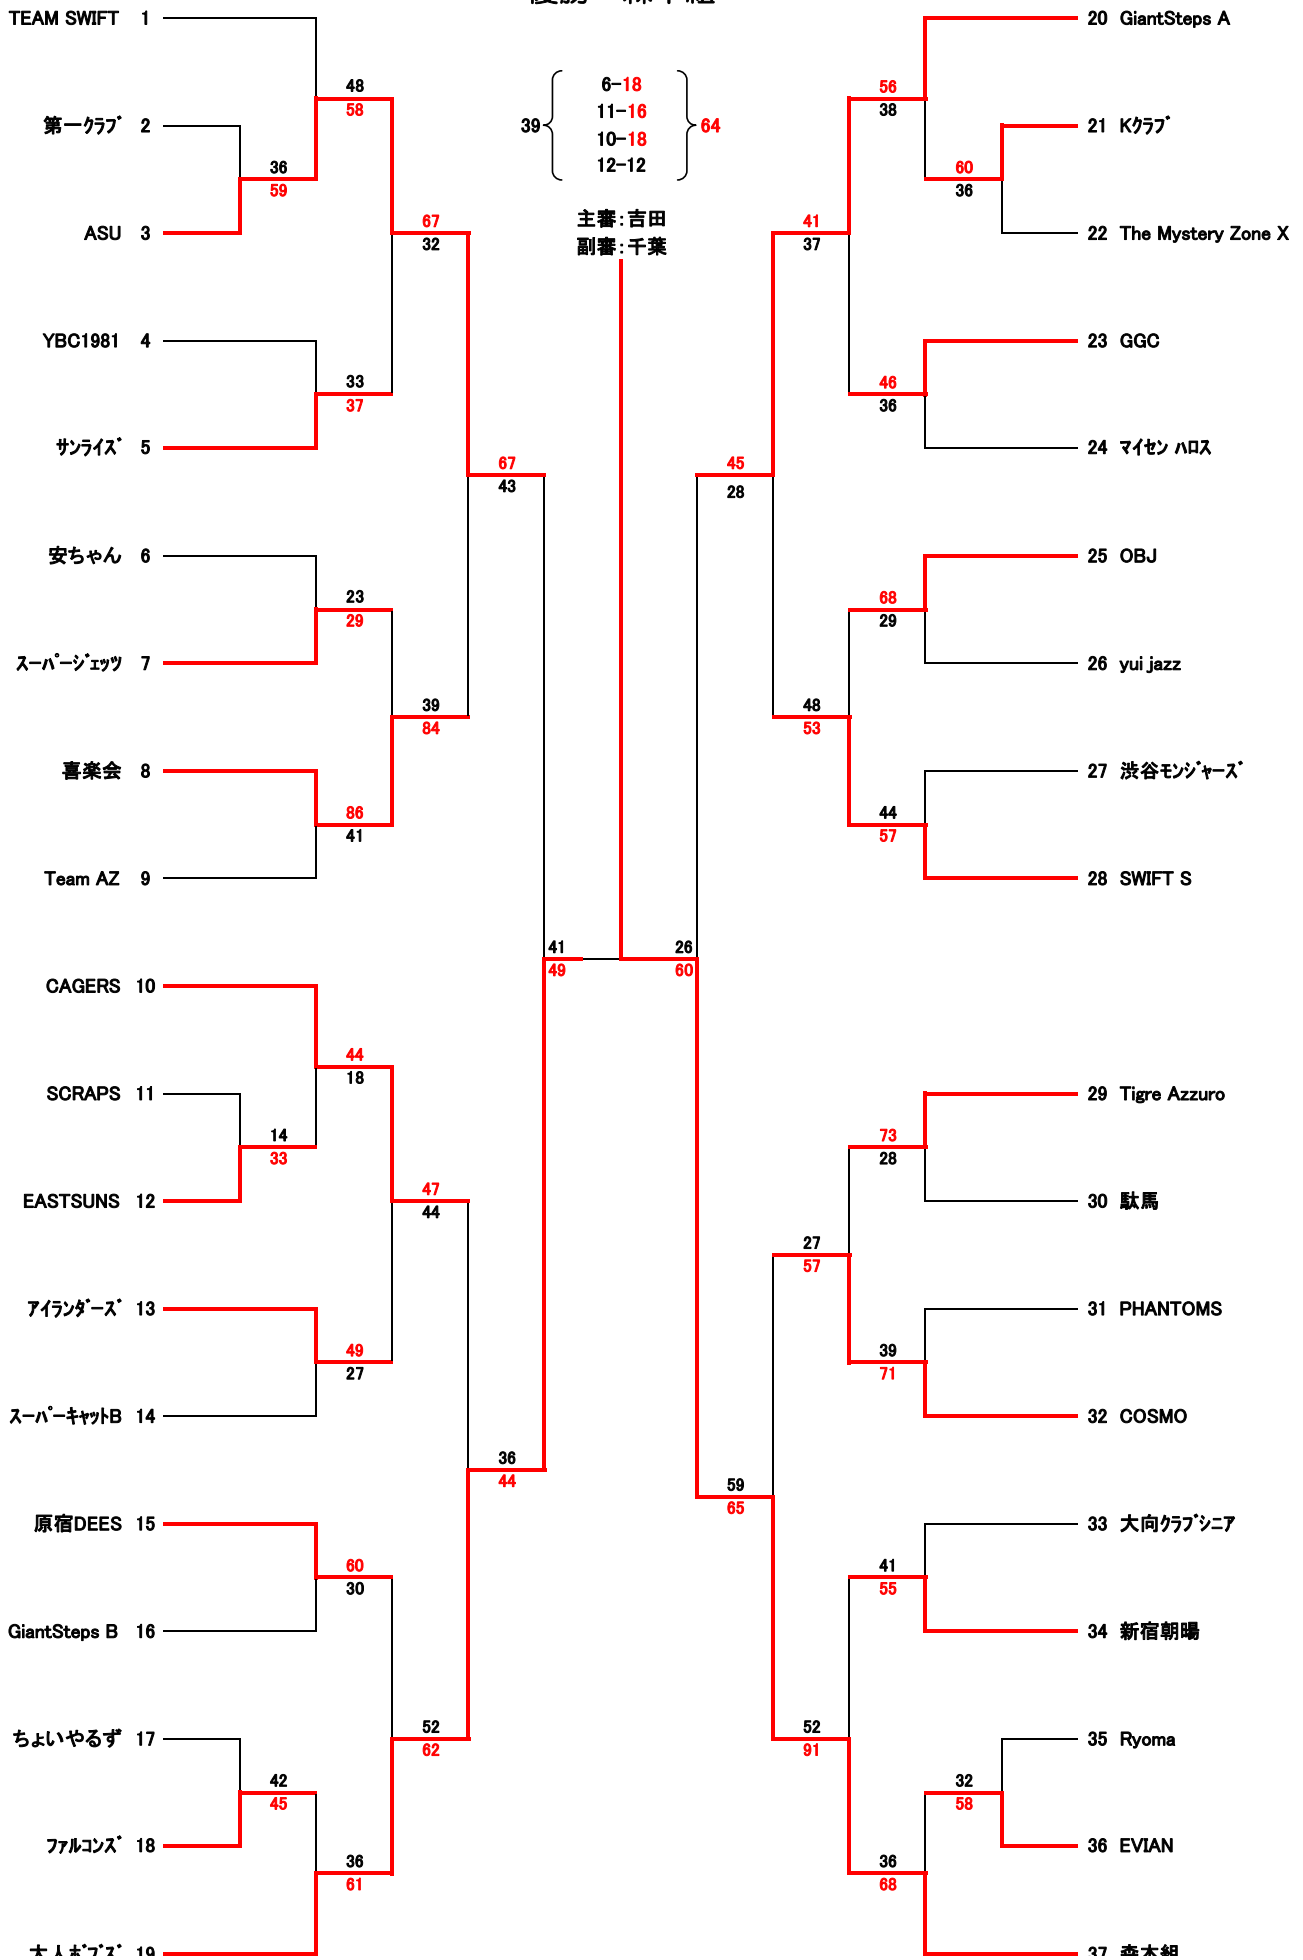 TEAM SWIFT 1
第一クラブ 2
ASU 3
YBC1981 4
サンライズ 5
安ちゃん 6
スーパージェッツ 7
喜楽会 8
Team AZ 9
CAGERS 10
SCRAPS 11
EASTSUNS 12
アイランダーズ 13
スーパーキャットB 14
原宿DEES 15
GiantSteps B 16
ちょいやるず 17
ファルコンズ 18
19
48
58
36
59
67
32
33
37
67
43
23
29
39
84
86
41
41
49
44
18
14
33
47
44
49
27
36
44
60
30
52
62
42
45
36
61
6-18
11-16
39 64
10-18
12-12
主審:吉田
副審:千葉
56
38
60
36
41
37
46
36
45
28
68
29
48
53
44
57
26
60
73
28
27
57
39
71
59
65
41
55
52
91
32
58
36
68
20 GiantSteps A
21 Kクラブ
22 The Mystery Zone X
23 GGC
24 マイセン ハロス
25 OBJ
26 yui jazz
27 渋谷モンジャーズ
28 SWIFT S
29 Tigre Azzuro
30 駄馬
31 PHANTOMS
32 COSMO
33 大向クラブシニア
34 新宿朝曦
35 Ryoma
36 EVIAN
37 森本組